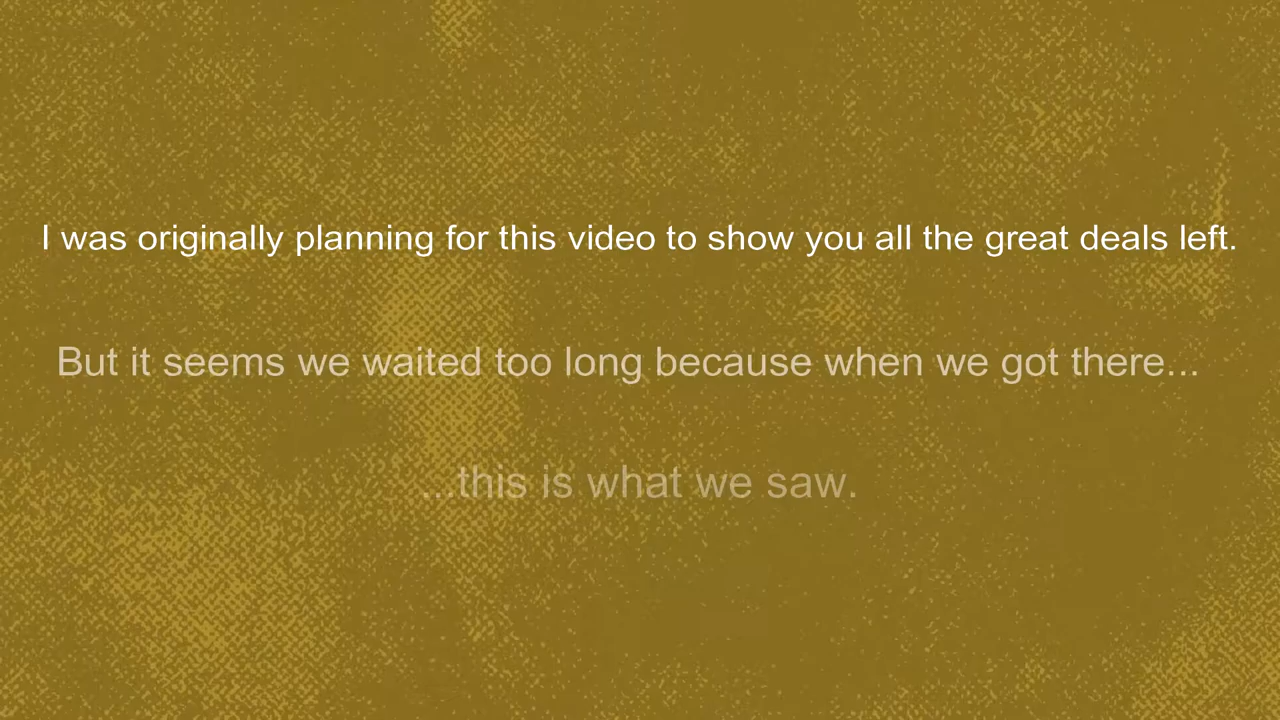 I was originally planning for this video to show you all the great deals left.
But it seems we waited too long because when we got there...
...this is what we saw.